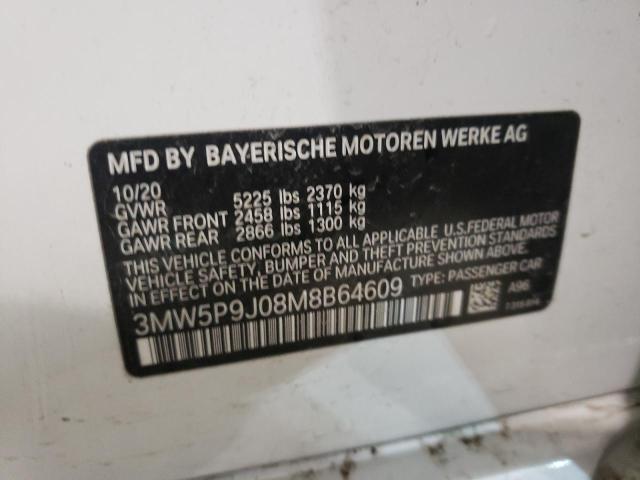 MFD BY BAYERISCHE MOTOREN WERKE AG
10/20
GVWR 5225 lbs 2370 kg
GAWR FRONT 2458 lbs 1115 kg
GAWR REAR 2866 lbs 1300 kg
THIS VEHICLE CONFORMS TO ALL APPLICABLE U.S.FEDERAL MOTOR
VEHICLE SAFETY, BUMPER AND THEFT PREVENTION STANDARDS
IN EFFECT ON THE DATE OF MANUFACTURE SHOWN ABOVE.
3MW5P9J08M8B64609 TYPE: PASSENGER CAR
A96